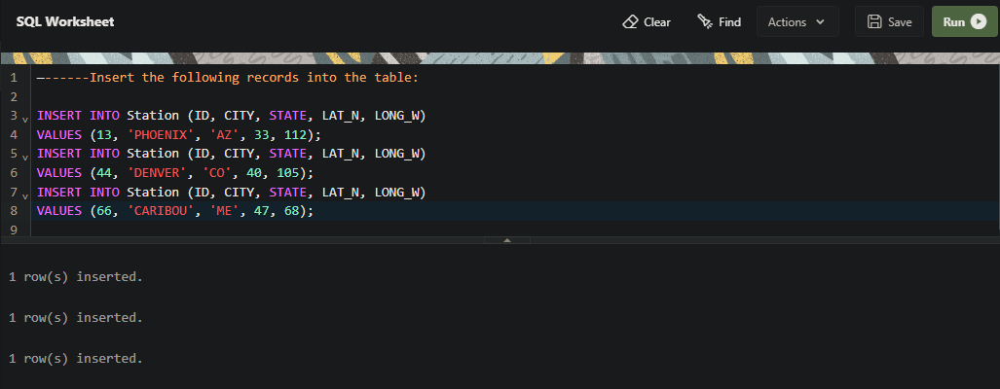 SQL Worksheet
Clear Find Actions Save Run
1 -------Insert the following records into the table:
2
3 INSERT INTO Station (ID, CITY, STATE, LAT_N, LONG_W)
4 VALUES (13, 'PHOENIX', 'AZ', 33, 112);
5 INSERT INTO Station (ID, CITY, STATE, LAT_N, LONG_W)
6 VALUES (44, 'DENVER', 'CO', 40, 105);
7 INSERT INTO Station (ID, CITY, STATE, LAT_N, LONG_W)
8 VALUES (66, 'CARIBOU', 'ME', 47, 68);
9
1 row(s) inserted.
1 row(s) inserted.
1 row(s) inserted.